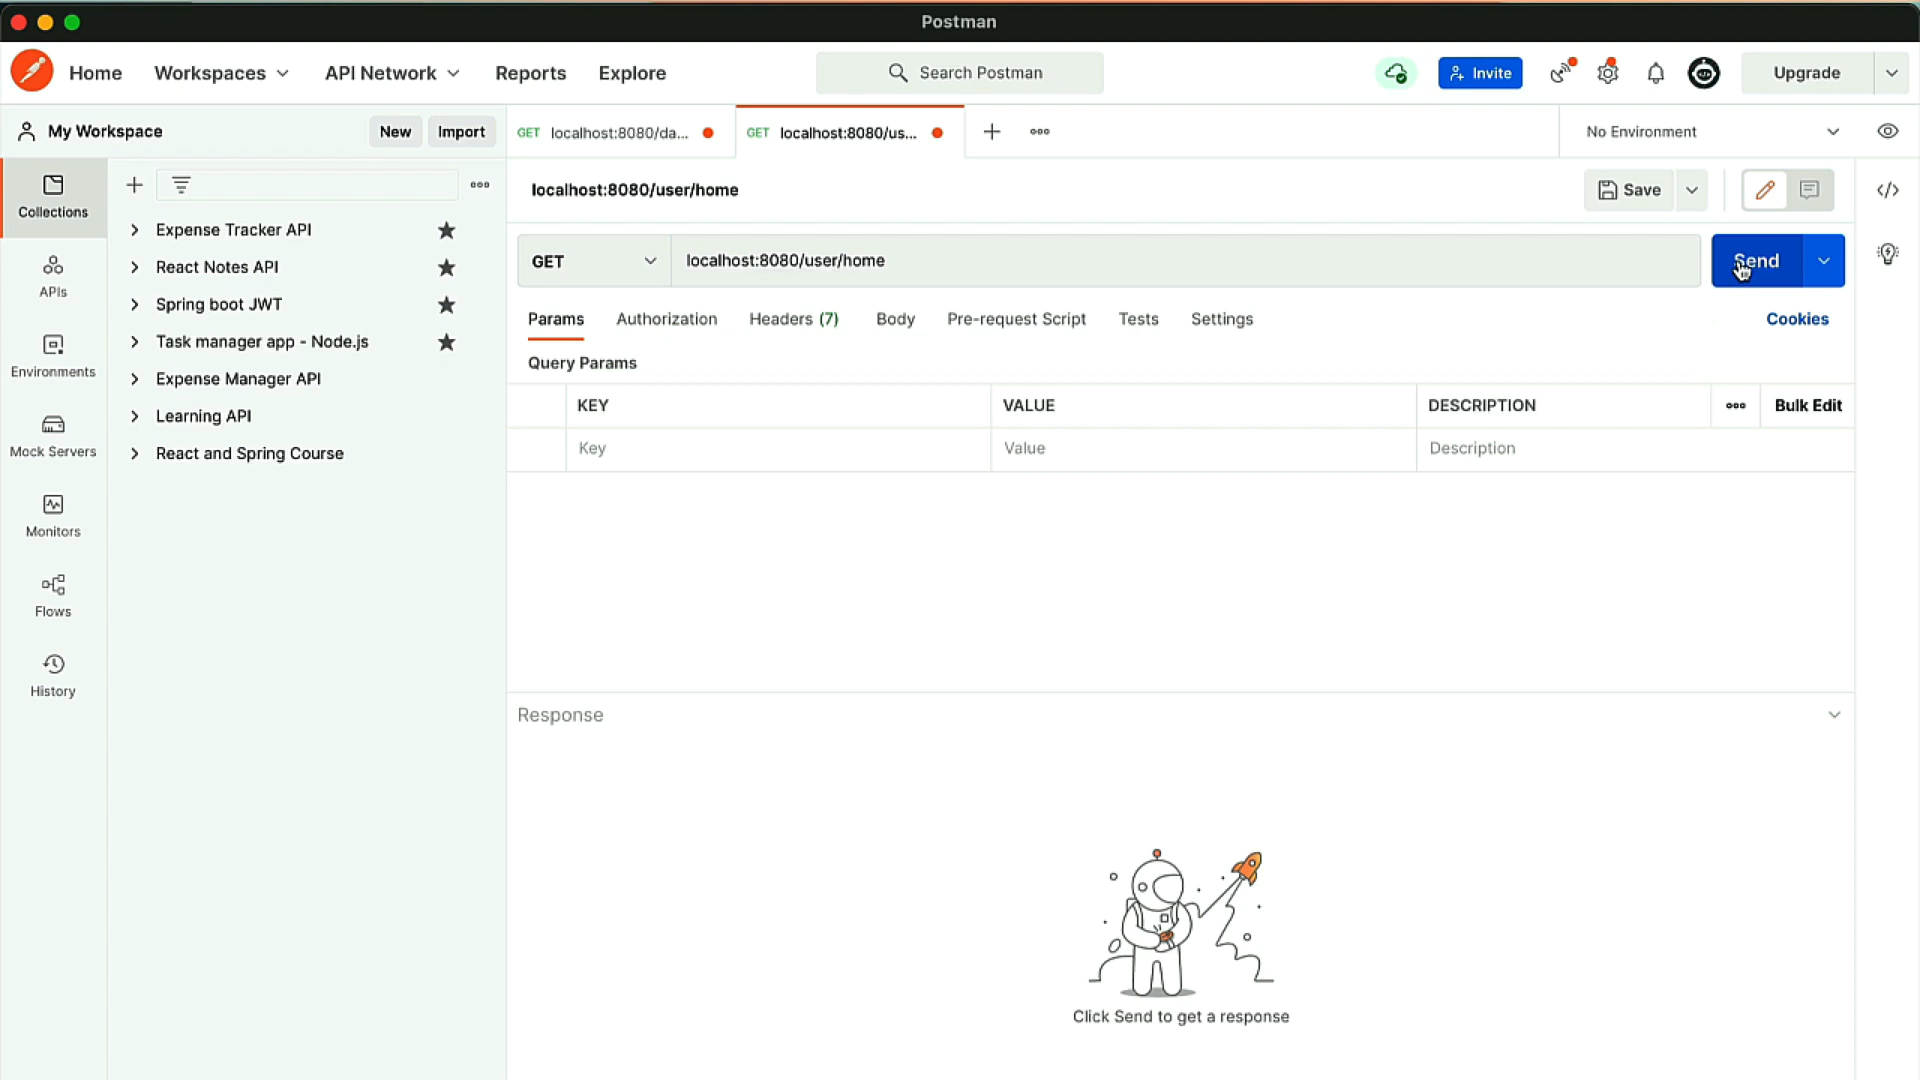 Postman
Home Workspaces API Network Reports Explore Search Postman Invite Upgrade
My Workspace New Import GET localhost:8080/da... GET localhost:8080/us... No Environment
localhost:8080/user/home Save
Collections
Expense Tracker API
GET localhost:8080/user/home Send
React Notes API
APIs
Spring boot JWT
Params Authorization Headers (7) Body Pre-request Script Tests Settings Cookies
Task manager app - Node.js
Query Params
Environments
Expense Manager API
KEY VALUE DESCRIPTION Bulk Edit
Learning API
Key Value Description
Mock Servers
React and Spring Course
Monitors
Flows
History
Response
Click Send to get a response